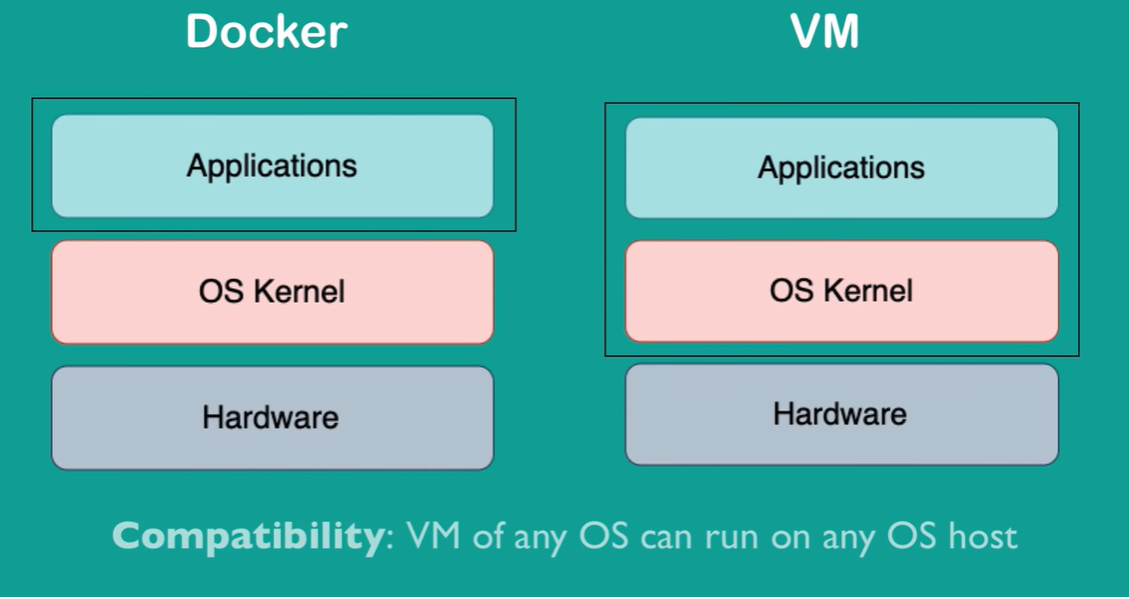 Docker
VM
Applications
Applications
OS Kernel
OS Kernel
Hardware
Hardware
Compatibility: VM of any OS can run on any OS host